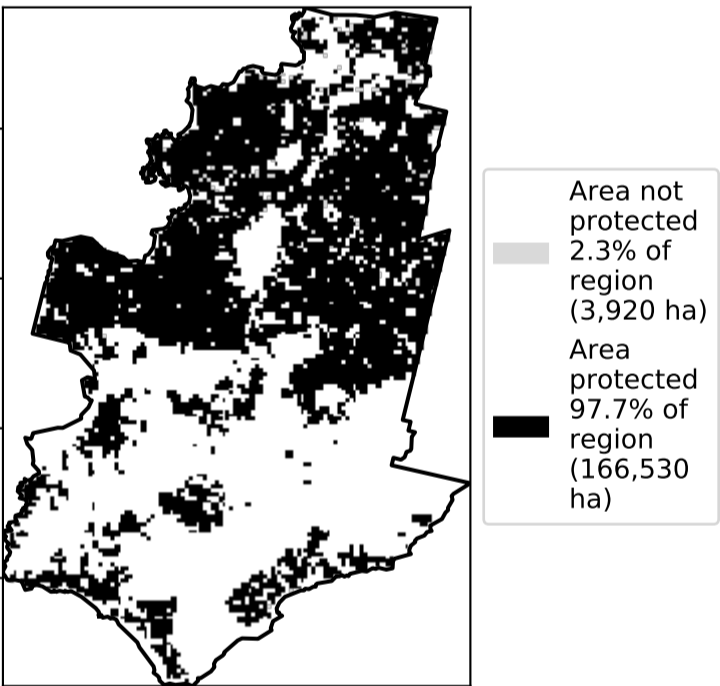 Area not
protected
2.3% of
region
(3,920 ha)
Area
protected
97.7% of
region
(166,530
ha)